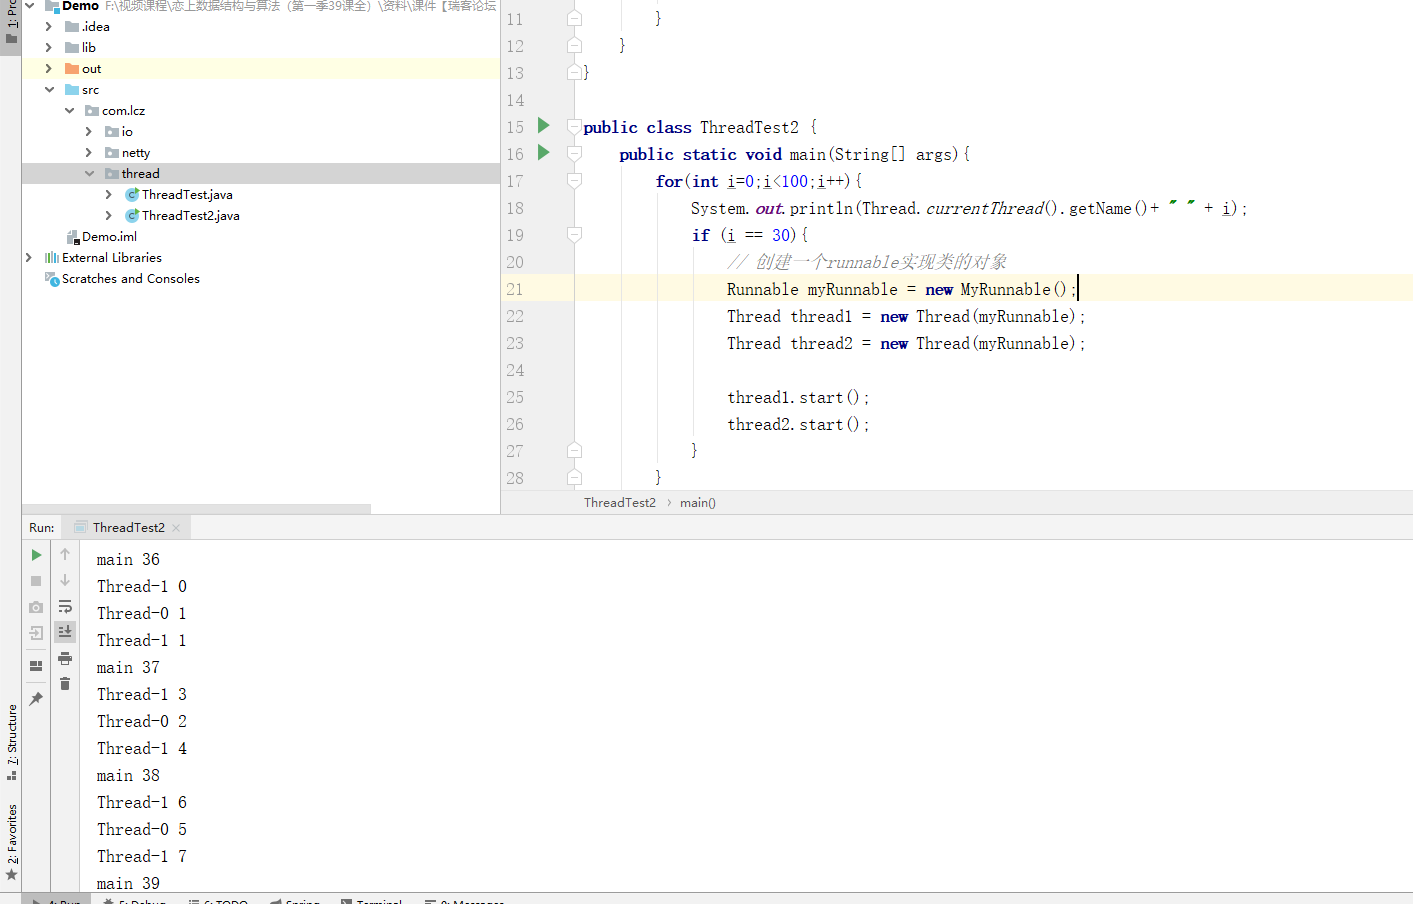 1: Pro
Demo F:\视频课程\恋上数据结构与算法（第一季39课全）\资料\课件【瑞客论坛
.idea
lib
out
src
com.lcz
io
netty
thread
ThreadTest.java
ThreadTest2.java
Demo.iml
External Libraries
Scratches and Consoles
11 }
12 }
13 }
14
15 public class ThreadTest2 {
16 public static void main(String[] args){
17 for(int i=0;i<100;i++){
18 System.out.println(Thread.currentThread().getName()+ " " + i);
19 if (i == 30){
20 // 创建一个runnable实现类的对象
21 Runnable myRunnable = new MyRunnable();
22 Thread thread1 = new Thread(myRunnable);
23 Thread thread2 = new Thread(myRunnable);
24
25 thread1.start();
26 thread2.start();
27 }
28 }
ThreadTest2 › main()
Run: ThreadTest2 ×
main 36
Thread-1 0
Thread-0 1
Thread-1 1
main 37
Thread-1 3
Thread-0 2
Thread-1 4
main 38
Thread-1 6
Thread-0 5
Thread-1 7
main 39
7: Structure
2: Favorites
4: Run 5: Debug 6: TODO Spring Terminal 0: Messages